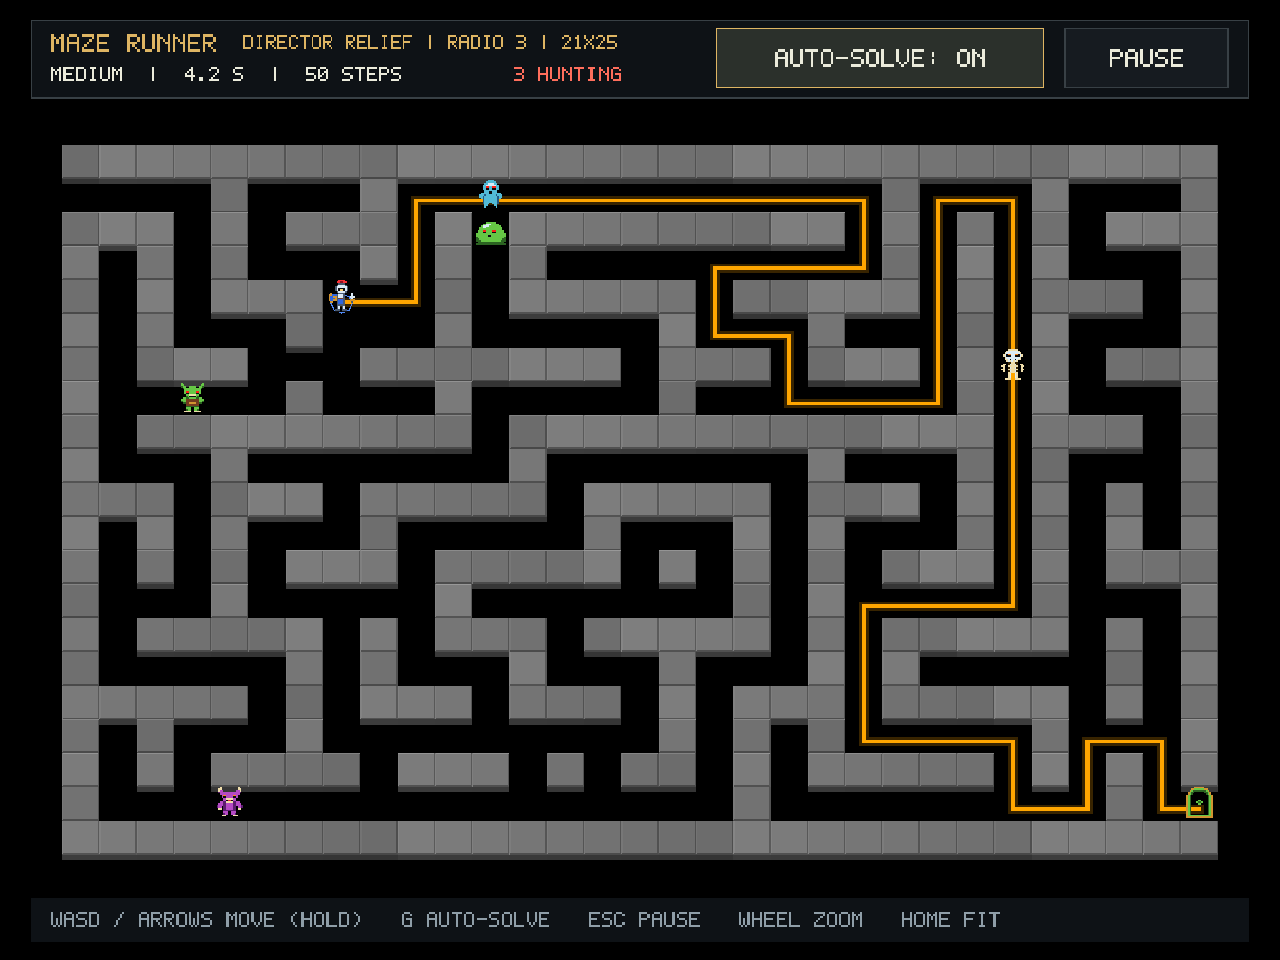 MAZE RUNNER DIRECTOR RELIEF | RADIO 3 | 21X25
MEDIUM | 4.2 S | 50 STEPS 3 HUNTING
AUTO-SOLVE: ON
PAUSE
WASD / ARROWS MOVE (HOLD) G AUTO-SOLVE ESC PAUSE WHEEL ZOOM HOME FIT